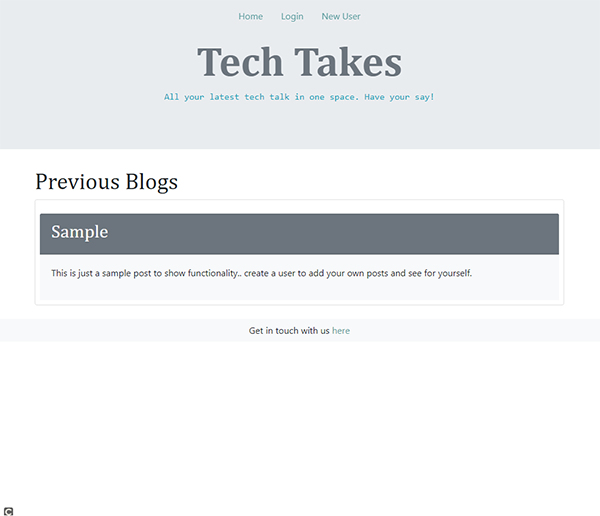 Home Login New User
Tech Takes
All your latest tech talk in one space. Have your say!
Previous Blogs
Sample
This is just a sample post to show functionality.. create a user to add your own posts and see for yourself.
Get in touch with us here
C